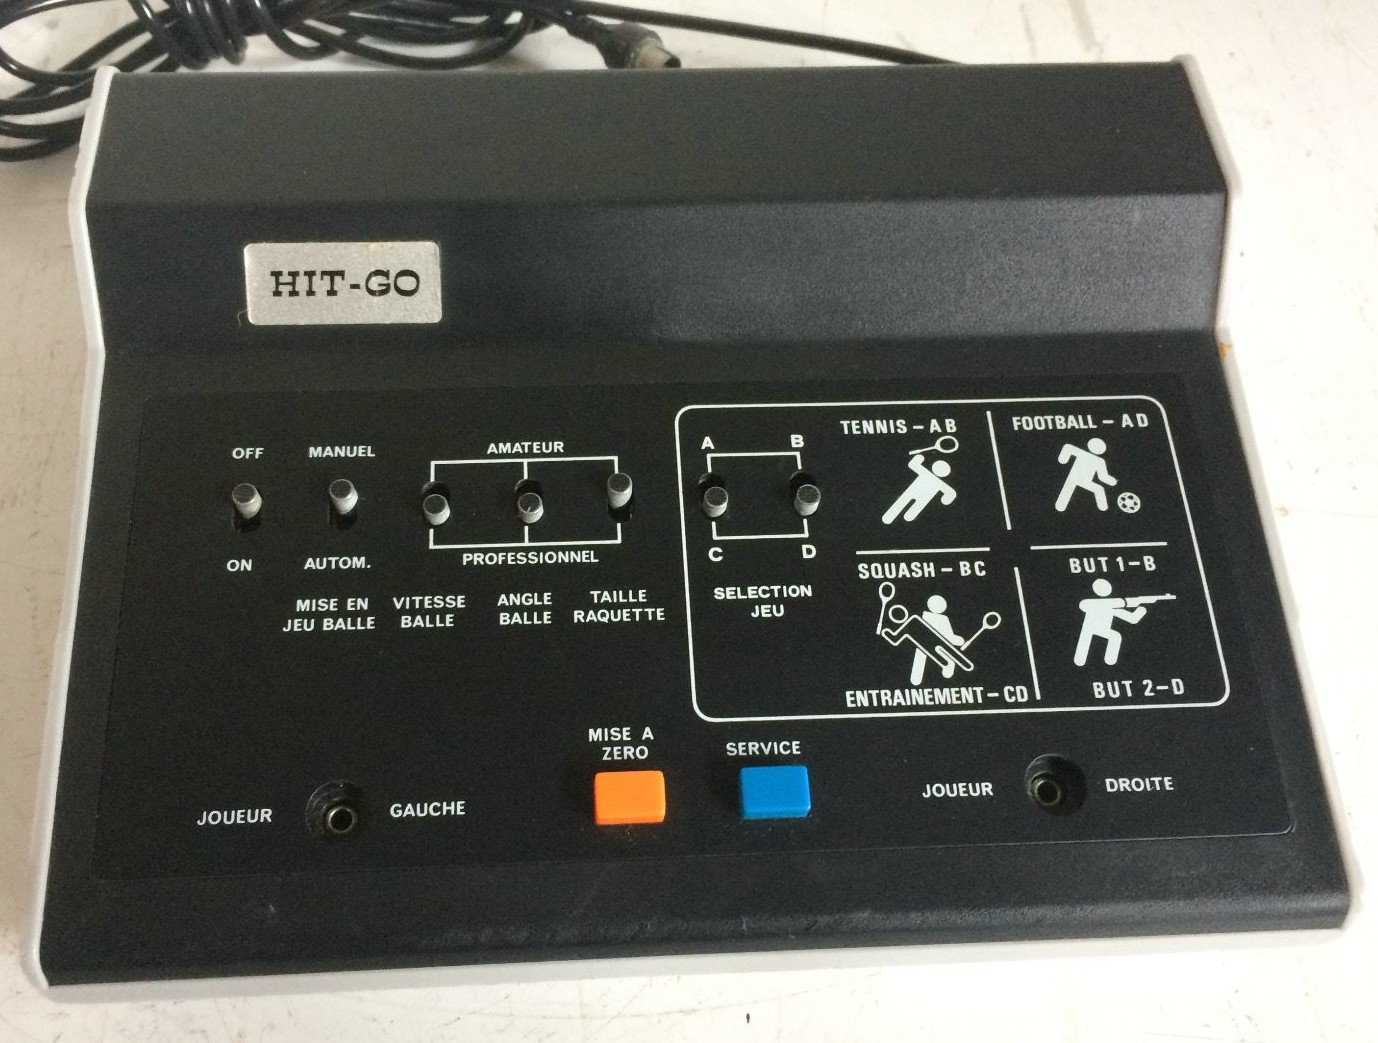 HIT-GO
OFF
ON
MANUEL
AUTOM.
MISE EN
JEU BALLE
AMATEUR
PROFESSIONNEL
VITESSE
BALLE
ANGLE
BALLE
TAILLE
RAQUETTE
A B
C D
SELECTION
JEU
TENNIS - AB
FOOTBALL - AD
SQUASH - BC
ENTRAINEMENT - CD
BUT 1 - B
BUT 2 - D
MISE A
ZERO
SERVICE
JOUEUR GAUCHE
JOUEUR DROITE